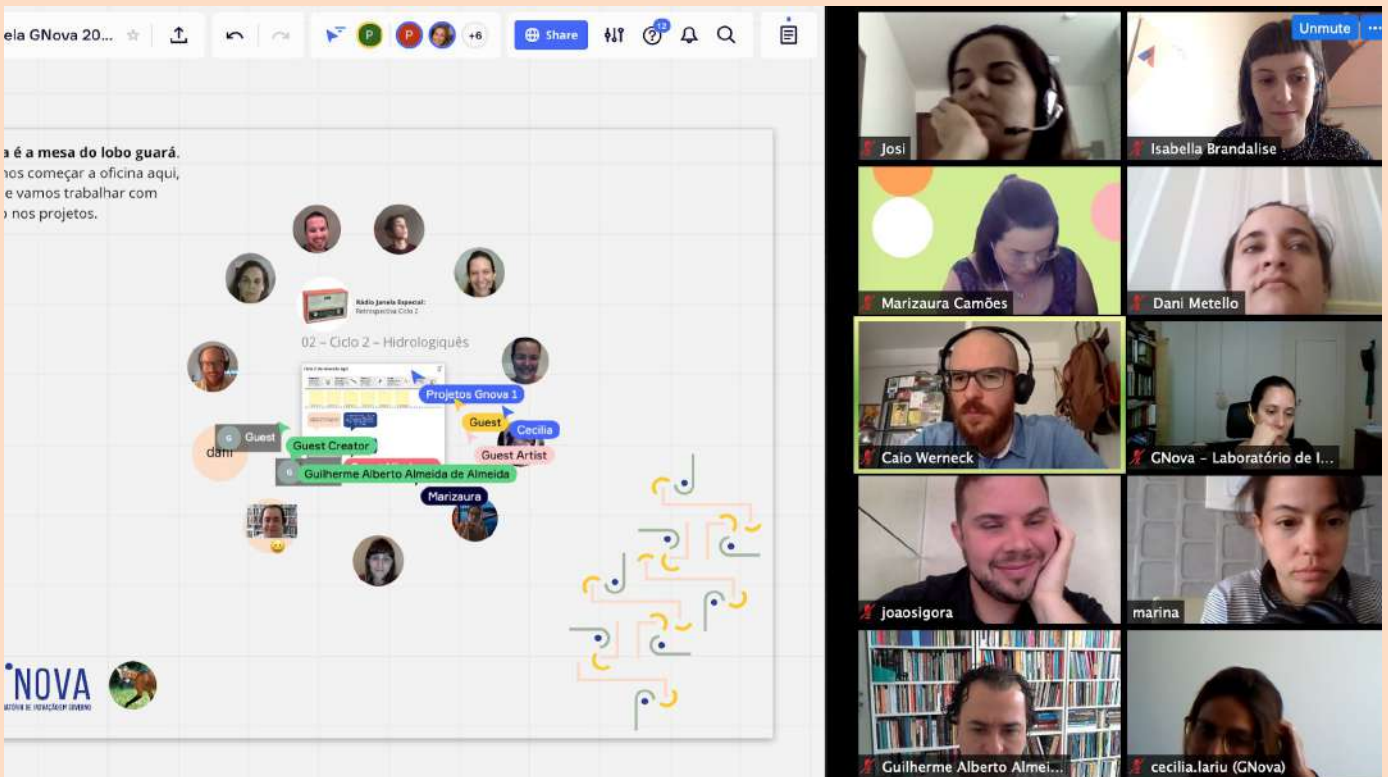 ela GNova 20...
P
P
+6
Share
12
a é a mesa do lobo guará.
nos começar a oficina aqui,
e vamos trabalhar com
o nos projetos.
Rádio Janela Especial:
Retrospectiva Ciclo 2
02 – Ciclo 2 – Hidrologiquês
Projetos Gnova 1
Guest
Cecilia
G Guest
Guest Creator
dani
Guest Artist
G
Guilherme Alberto Almeida de Almeida
Marizaura
NOVA
Unmute
Josi
Isabella Brandalise
Marizaura Camões
Dani Metello
Caio Werneck
GNova - Laboratório de I...
joaosigora
marina
Guilherme Alberto Almei...
cecilia.lariu (GNova)